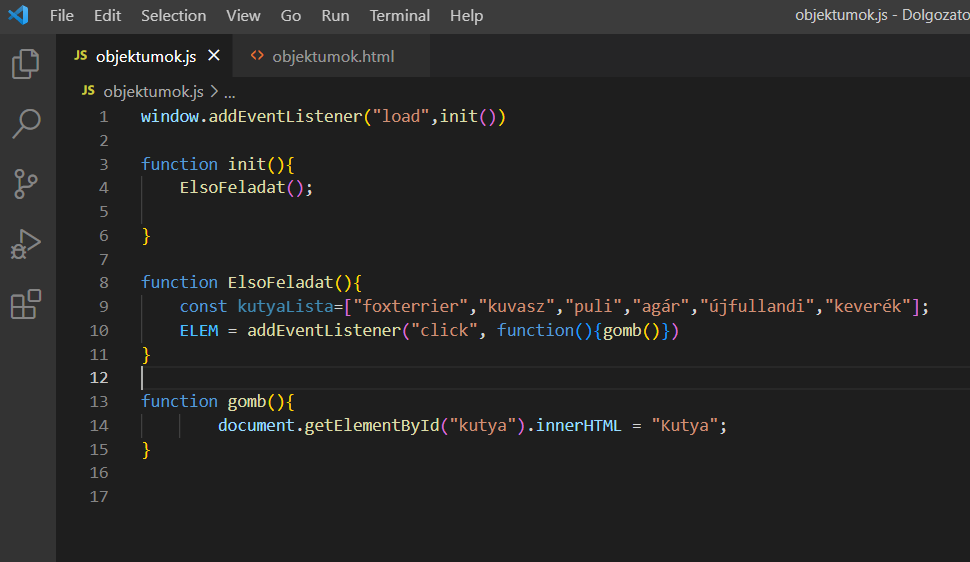 File Edit Selection View Go Run Terminal Help objektumok.js - Dolgozato
JS objektumok.js × <> objektumok.html
JS objektumok.js > ...
1 window.addEventListener("load",init())
2
3 function init(){
4 ElsoFeladat();
5
6 }
7
8 function ElsoFeladat(){
9 const kutyaLista=["foxterrier","kuvasz","puli","agár","újfullandi","keverék"];
10 ELEM = addEventListener("click", function(){gomb()})
11 }
12
13 function gomb(){
14 document.getElementById("kutya").innerHTML = "Kutya";
15 }
16
17